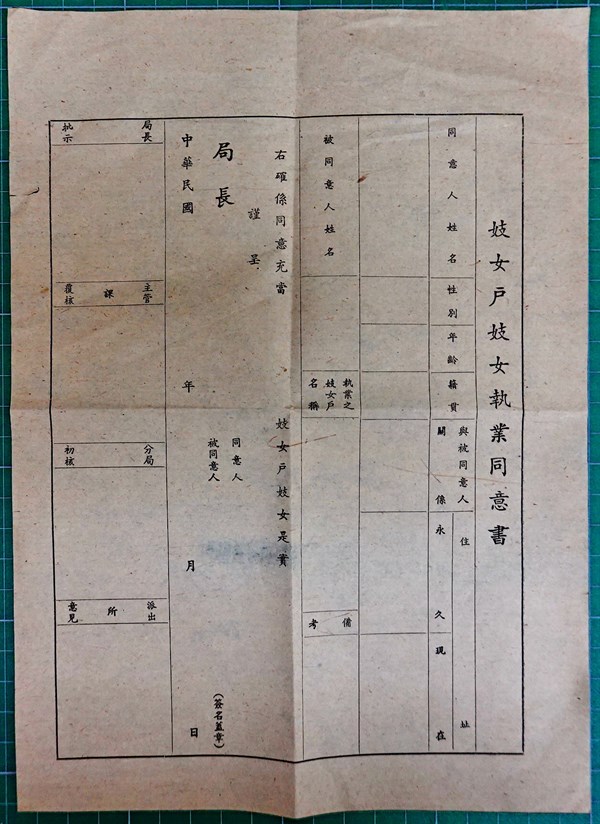 妓女戶妓女執業同意書
同意人姓名
性別
年齡
籍貫
與被同意人
關係
住址
永久
現在
被同意人姓名
執業之
妓女戶
名稱
備考
右確係同意充當
妓女戶妓女是實
謹呈
局長
同意人
被同意人
(簽名蓋章)
中華民國 年 月 日
局長
批示
主管
課
覆核
分局
初核
派出
所
意見